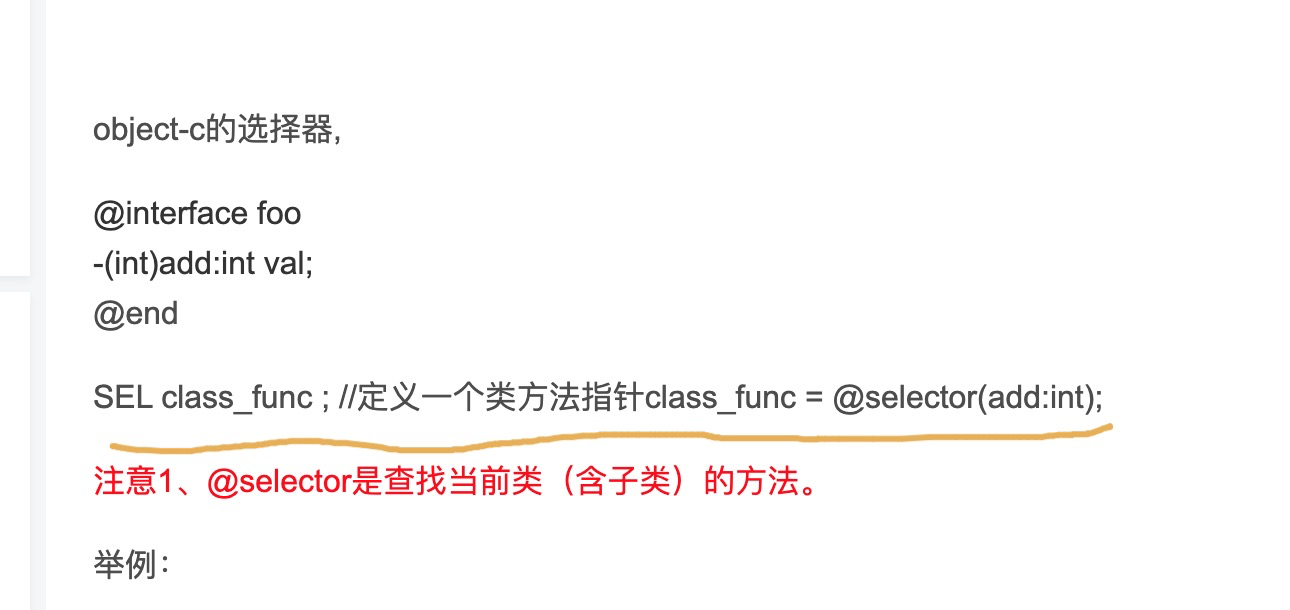 object-c的选择器,
@interface foo
-(int)add:int val;
@end
SEL class_func ; //定义一个类方法指针class_func = @selector(add:int);
注意1、@selector是查找当前类（含子类）的方法。
举例：